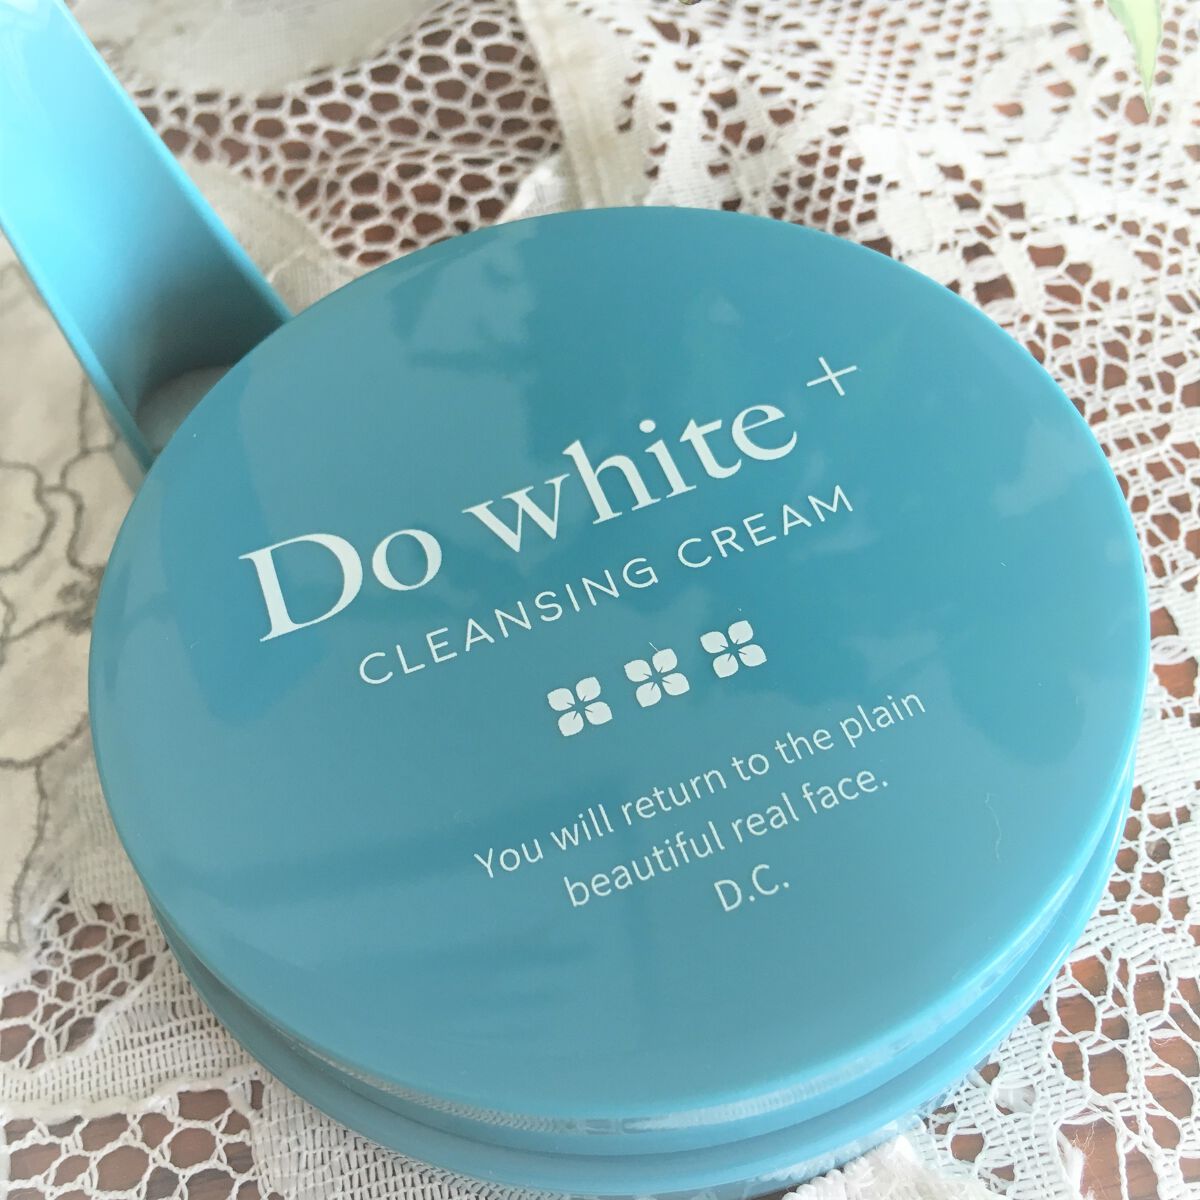 Do white +
CLEANSING CREAM
You will return to the plain
beautiful real face.
D.C.